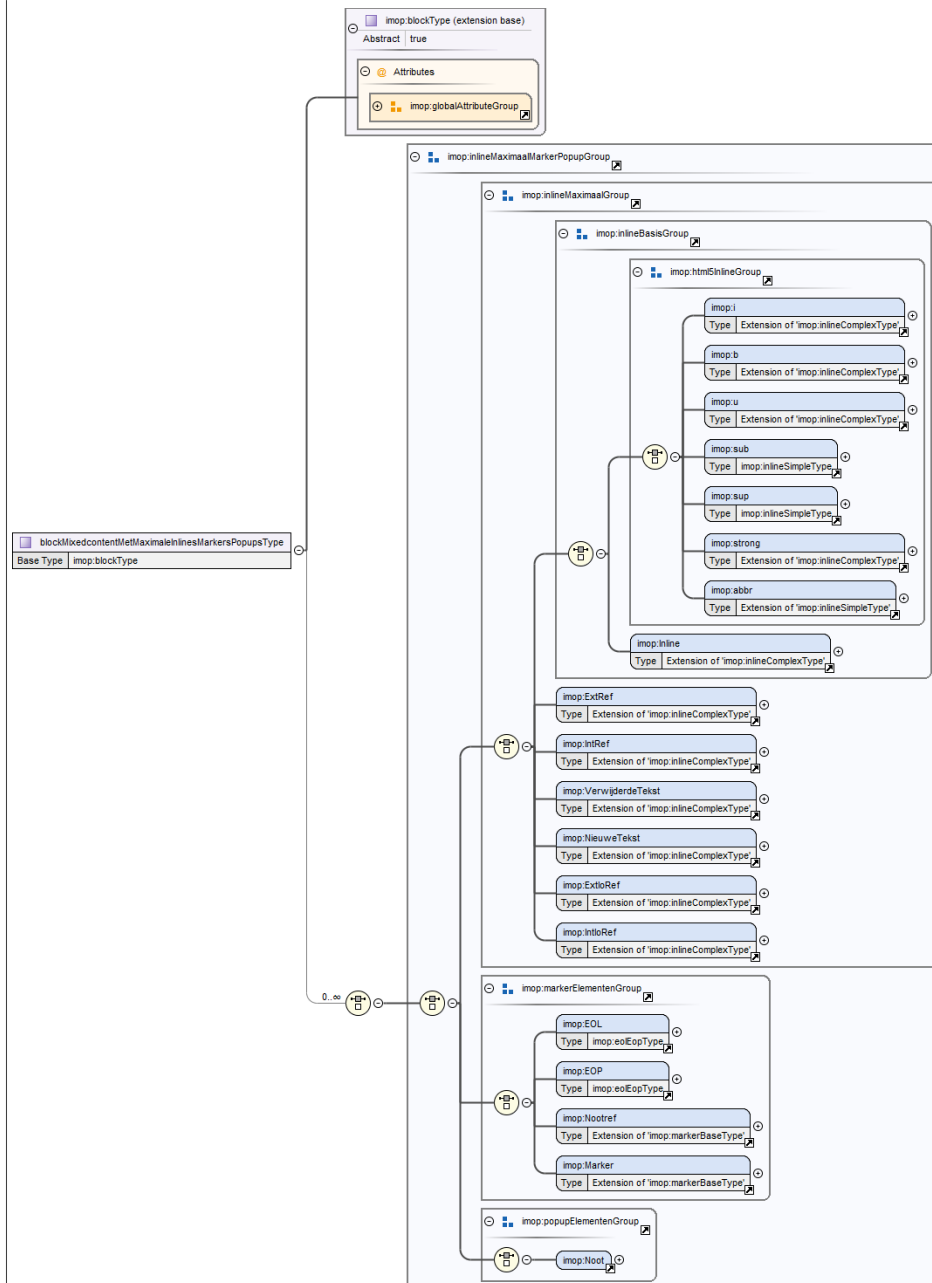 imop:blockType (extension base)
Abstract true
@ Attributes
imop:globalAttributeGroup
imop:inlineMaximaalMarkerPopupGroup
imop:inlineMaximaalGroup
imop:inlineBasisGroup
imop:html5InlineGroup
imop:i
Type Extension of 'imop:inlineComplexType'
imop:b
Type Extension of 'imop:inlineComplexType'
imop:u
Type Extension of 'imop:inlineComplexType'
imop:sub
Type imop:inlineSimpleType
imop:sup
Type imop:inlineSimpleType
imop:strong
Type Extension of 'imop:inlineComplexType'
imop:abbr
Type Extension of 'imop:inlineSimpleType'
blockMixedcontentMetMaximaleInlinesMarkersPopupsType
Base Type imop:blockType
imop:Inline
Type Extension of 'imop:inlineComplexType'
imop:ExtRef
Type Extension of 'imop:inlineComplexType'
imop:IntRef
Type Extension of 'imop:inlineComplexType'
imop:VerwijderdeTekst
Type Extension of 'imop:inlineComplexType'
imop:NieuweTekst
Type Extension of 'imop:inlineComplexType'
imop:ExtIoRef
Type Extension of 'imop:inlineComplexType'
imop:IntIoRef
Type Extension of 'imop:inlineComplexType'
0..∞
imop:markerElementenGroup
imop:EOL
Type imop:eolEopType
imop:EOP
Type imop:eolEopType
imop:Nootref
Type Extension of 'imop:markerBaseType'
imop:Marker
Type Extension of 'imop:markerBaseType'
imop:popupElementenGroup
imop:Noot